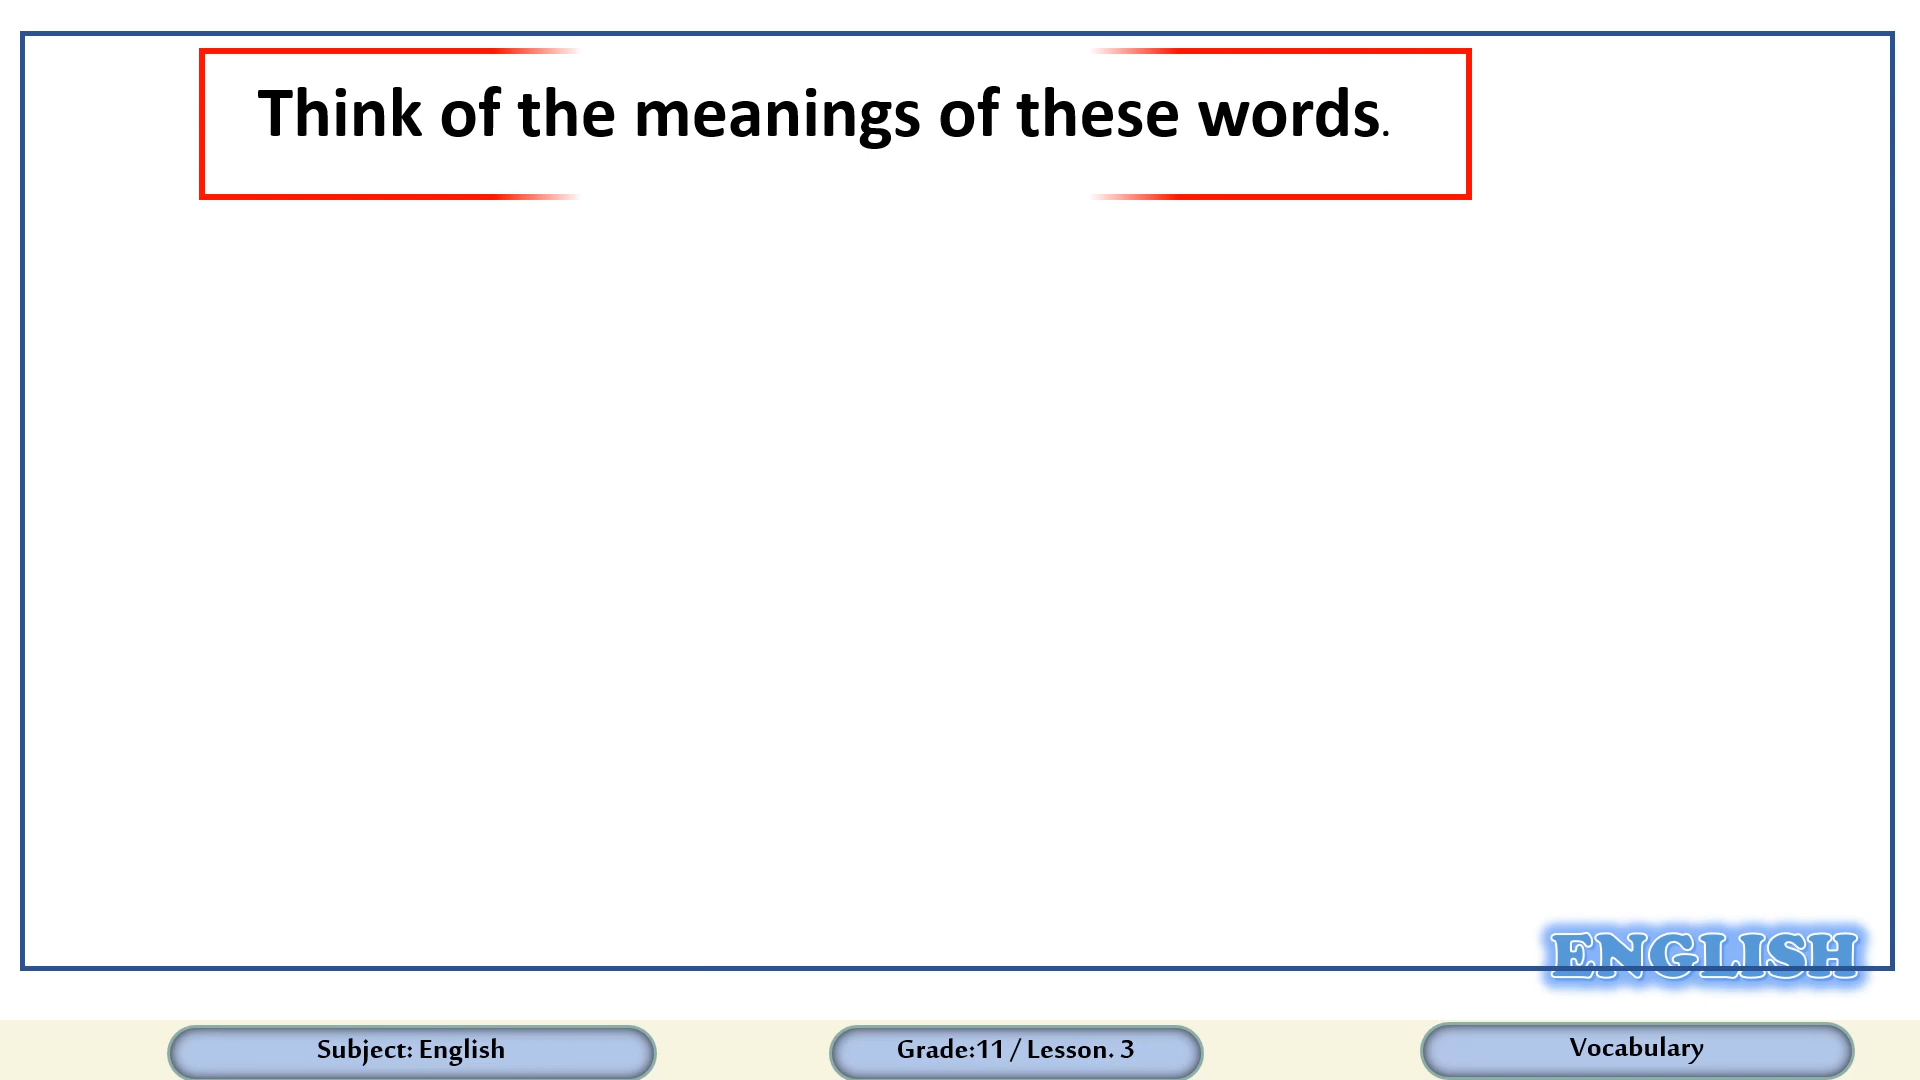 Think of the meanings of these words.
ENGLISH
Subject: English
Grade:11 / Lesson. 3
Vocabulary